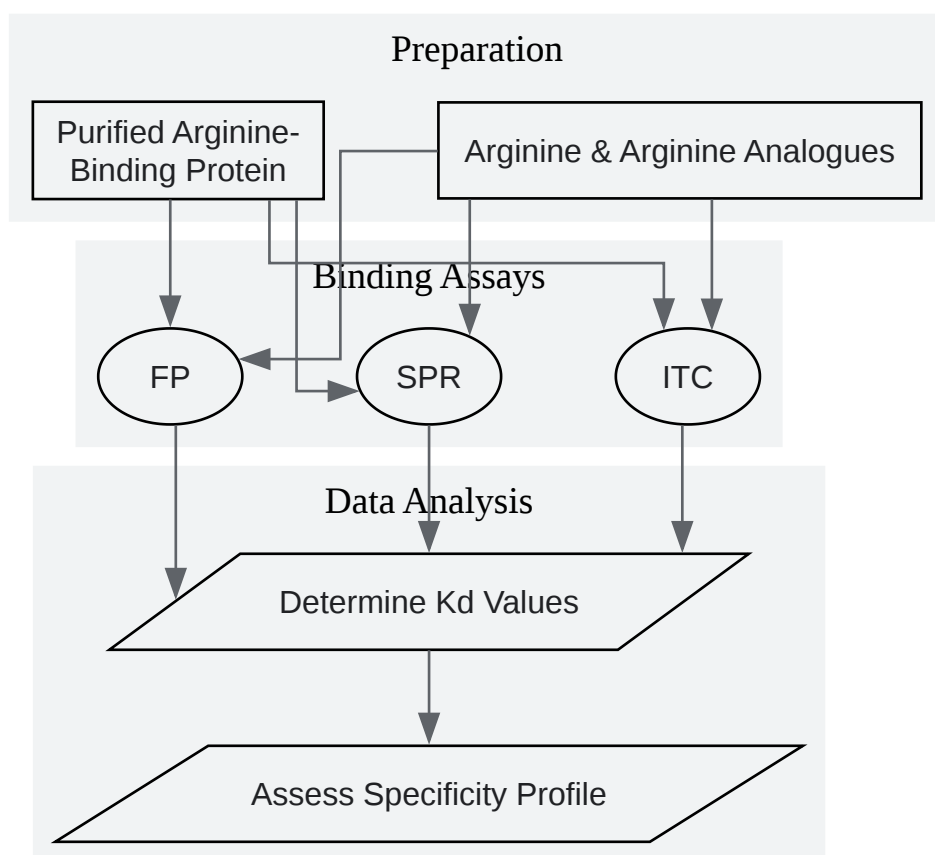 Preparation
Purified Arginine-
Binding Protein
Arginine & Arginine Analogues
Binding Assays
FP
SPR
ITC
Data Analysis
Determine Kd Values
Assess Specificity Profile